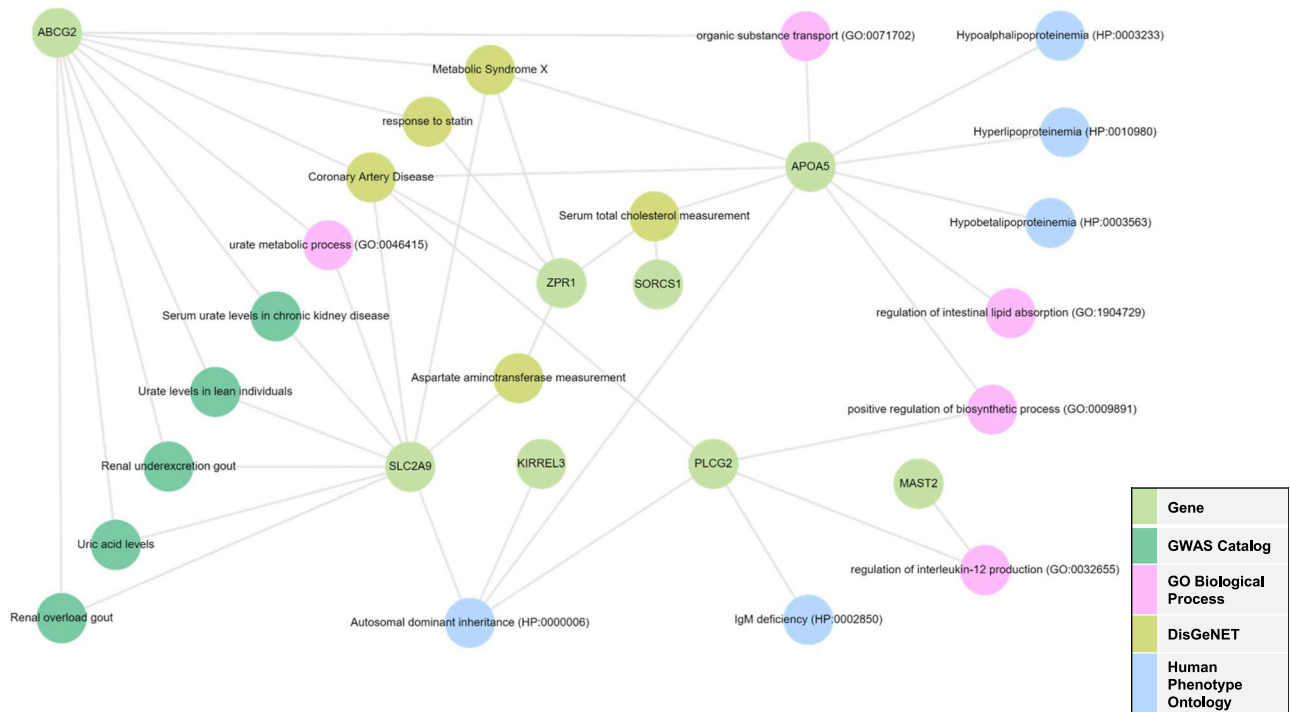 ABCG2
organic substance transport (GO:0071702)
Hypoalphalipoproteinemia (HP:0003233)
Metabolic Syndrome X
response to statin
Hyperlipoproteinemia (HP:0010980)
APOA5
Coronary Artery Disease
Serum total cholesterol measurement
Hypobetalipoproteinemia (HP:0003563)
urate metabolic process (GO:0046415)
ZPR1
SORCS1
Serum urate levels in chronic kidney disease
regulation of intestinal lipid absorption (GO:1904729)
Aspartate aminotransferase measurement
Urate levels in lean individuals
positive regulation of biosynthetic process (GO:0009891)
Renal underexcretion gout
SLC2A9
KIRREL3
PLCG2
MAST2
Uric acid levels
regulation of interleukin-12 production (GO:0032655)
Renal overload gout
Autosomal dominant inheritance (HP:0000006)
IgM deficiency (HP:0002850)
Gene
GWAS Catalog
GO Biological
Process
DisGeNET
Human
Phenotype
Ontology